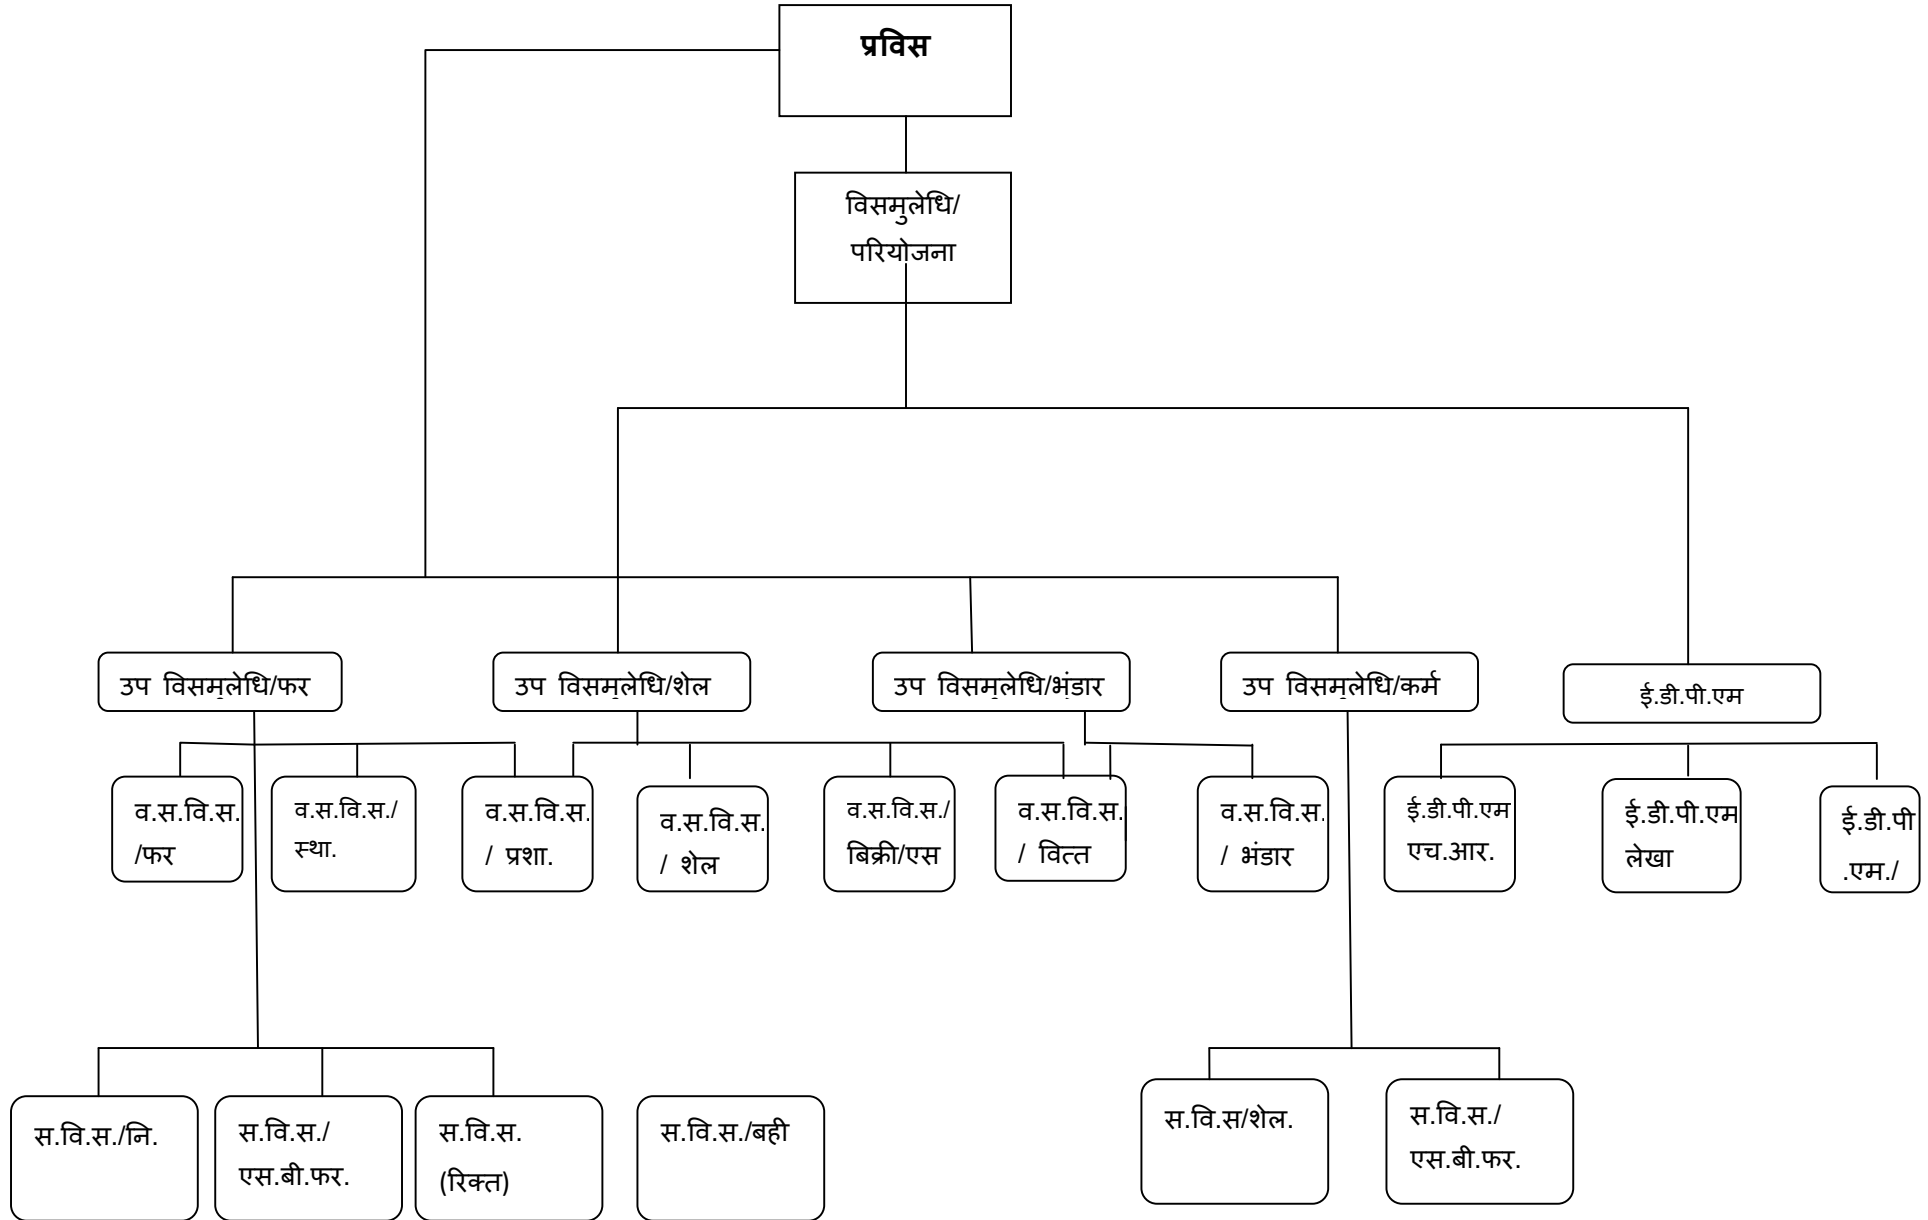 प्रविस
विसमुलेधि/
परियोजना
उप विसमुलेधि/फर
उप विसमुलेधि/शेल
उप विसमुलेधि/भंडार
उप विसमुलेधि/कर्म
ई.डी.पी.एम
व.स.वि.स.
/फर
व.स.वि.स./
स्था.
व.स.वि.स.
/ प्रशा.
व.स.वि.स.
/ शेल
व.स.वि.स./
बिक्री/एस
व.स.वि.स.
/ वित्त
व.स.वि.स.
/ भंडार
ई.डी.पी.एम
एच.आर.
ई.डी.पी.एम
लेखा
ई.डी.पी
.एम./
स.वि.स./नि.
स.वि.स./
एस.बी.फर.
स.वि.स.
(रिक्त)
स.वि.स./बही
स.वि.स/शेल.
स.वि.स./
एस.बी.फर.